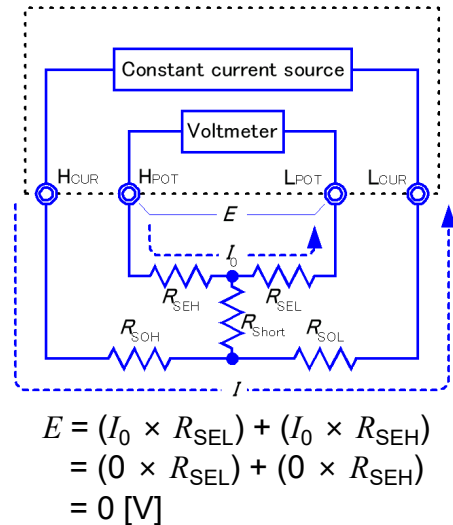 Constant current source
Voltmeter
HCUR HPOT LPOT LCUR
E
I0
RSEH RSEL
RShort
RSOH RSOL
I
E = (I0 × RSEL) + (I0 × RSEH)
= (0 × RSEL) + (0 × RSEH)
= 0 [V]